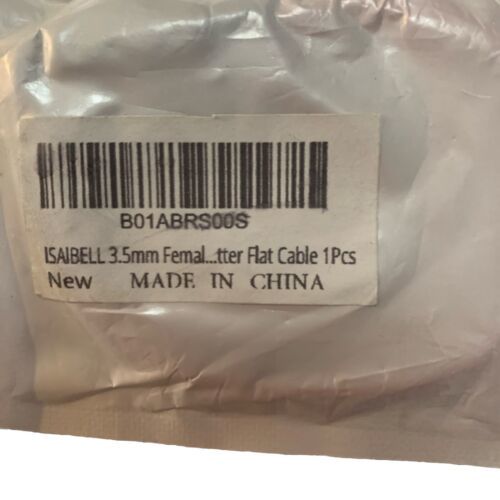 B01ABRS00S
ISAIBELL 3.5mm Femal...tter Flat Cable 1Pcs
New MADE IN CHINA